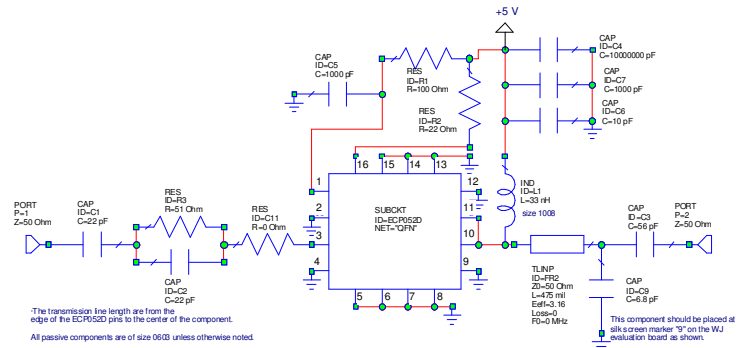 +5 V
CAP
ID=C5
C=1000 pF
RES
ID=R1
R=100 Ohm
RES
ID=R2
R=22 Ohm
CAP
ID=C4
C=10000000 pF
CAP
ID=C7
C=1000 pF
CAP
ID=C6
C=10 pF
16
15
14
13
1
2
3
4
12
11
10
9
5
6
7
8
SUBCKT
ID=ECP052D
NET="QFN"
IND
ID=L1
L=33 nH
size 1008
PORT
P=1
Z=50 Ohm
CAP
ID=C1
C=22 pF
RES
ID=R3
R=51 Ohm
CAP
ID=C2
C=22 pF
RES
ID=C11
R=0 Ohm
TLINP
ID=FR2
Z0=50 Ohm
L=475 mil
Eeff=3.16
Loss=0
F0=0 MHz
CAP
ID=C3
C=56 pF
PORT
P=2
Z=50 Ohm
CAP
ID=C9
C=6.8 pF
-The transmission line length are from the
edge of the ECP052D pins to the center of the component.
All passive components are of size 0603 unless otherwise noted.
This component should be placed at
silk screen marker "9" on the WJ
evaluation board as shown.